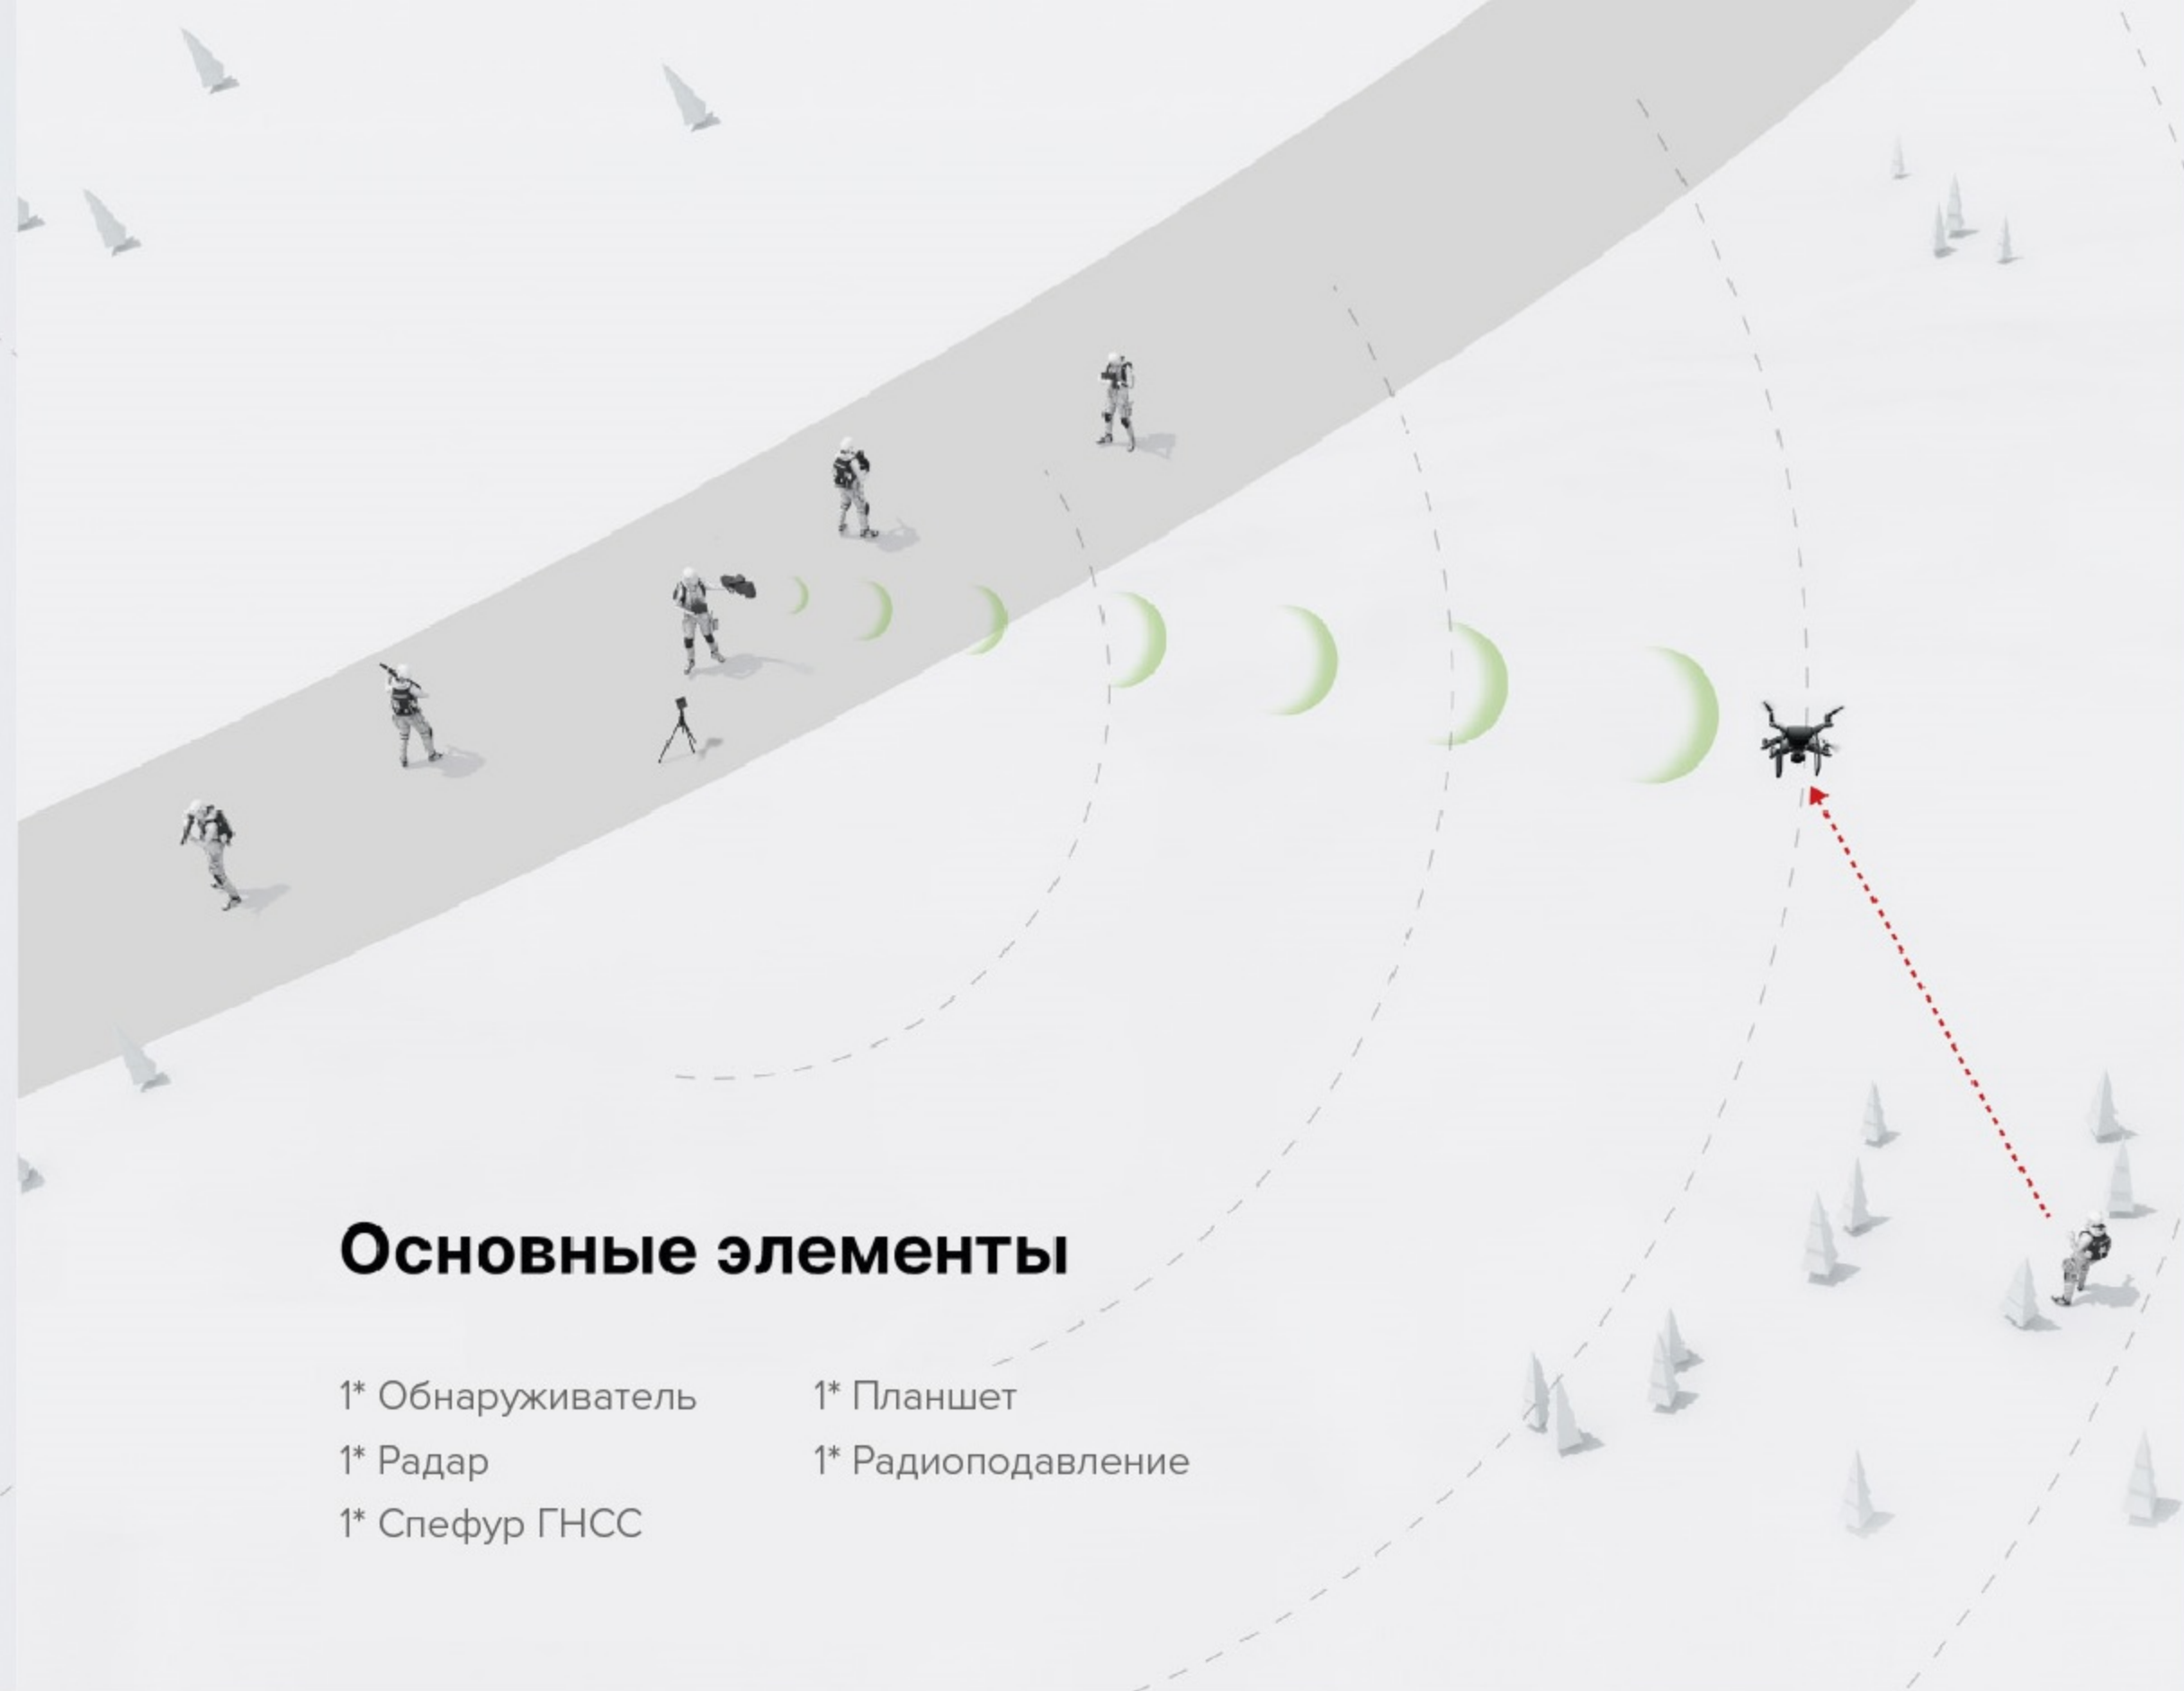 Основные элементы
1* Обнаруживатель
1* Радар
1* Спефур ГНСС
1* Планшет
1* Радиоподавление